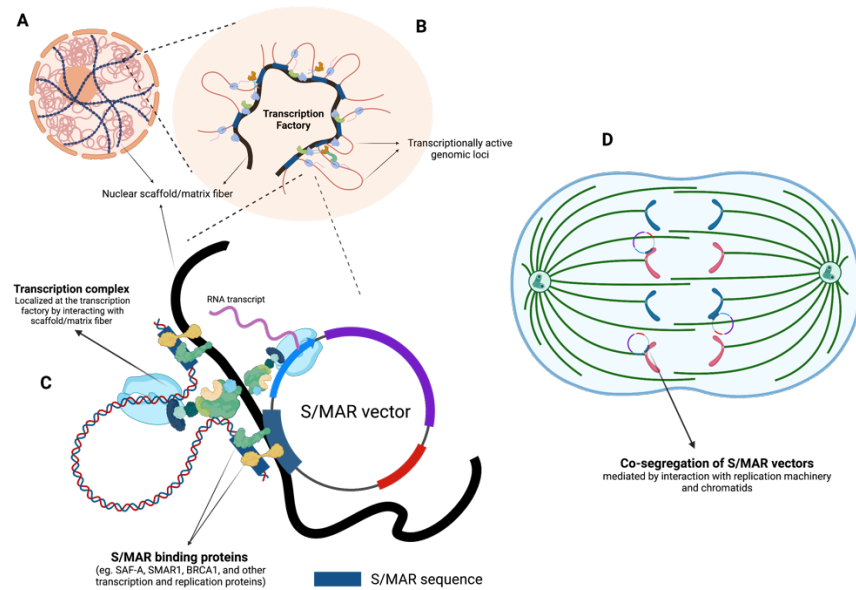 A
B
Transcription
Factory
Transcriptionally active
genomic loci
Nuclear scaffold/matrix fiber
D
Transcription complex
Localized at the transcription
factory by interacting with
scaffold/matrix fiber
RNA transcript
C
S/MAR vector
Co-segregation of S/MAR vectors
mediated by interaction with replication machinery
and chromatids
S/MAR binding proteins
(eg. SAF-A, SMAR1, BRCA1, and other
transcription and replication proteins)
S/MAR sequence